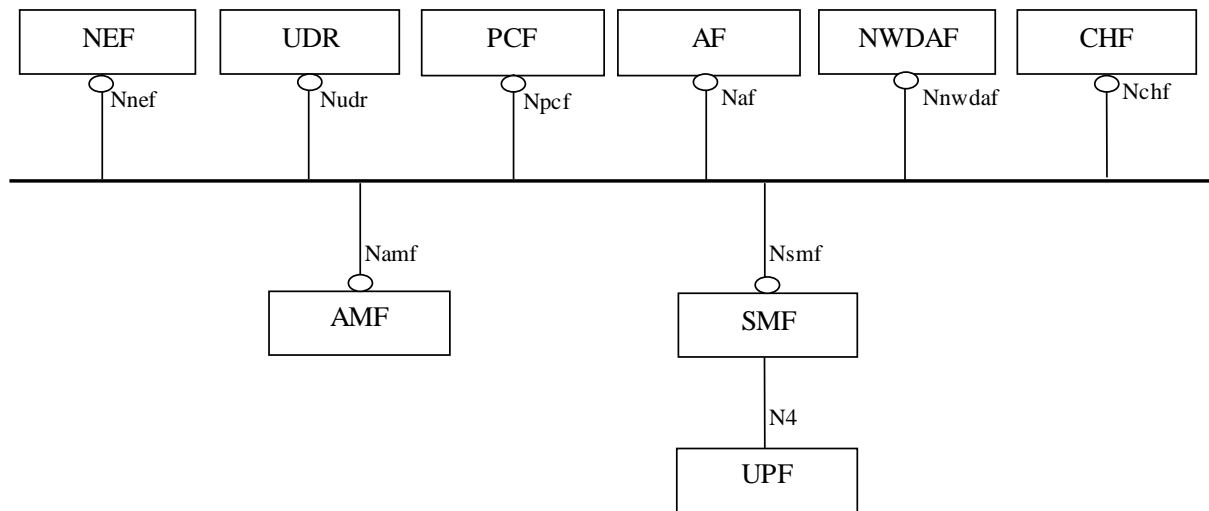 NEF UDR PCF AF NWDAF CHF
Nnef Nudr Npcf Naf Nnwdaf Nchf
Namf Nsmf
AMF SMF
N4
UPF